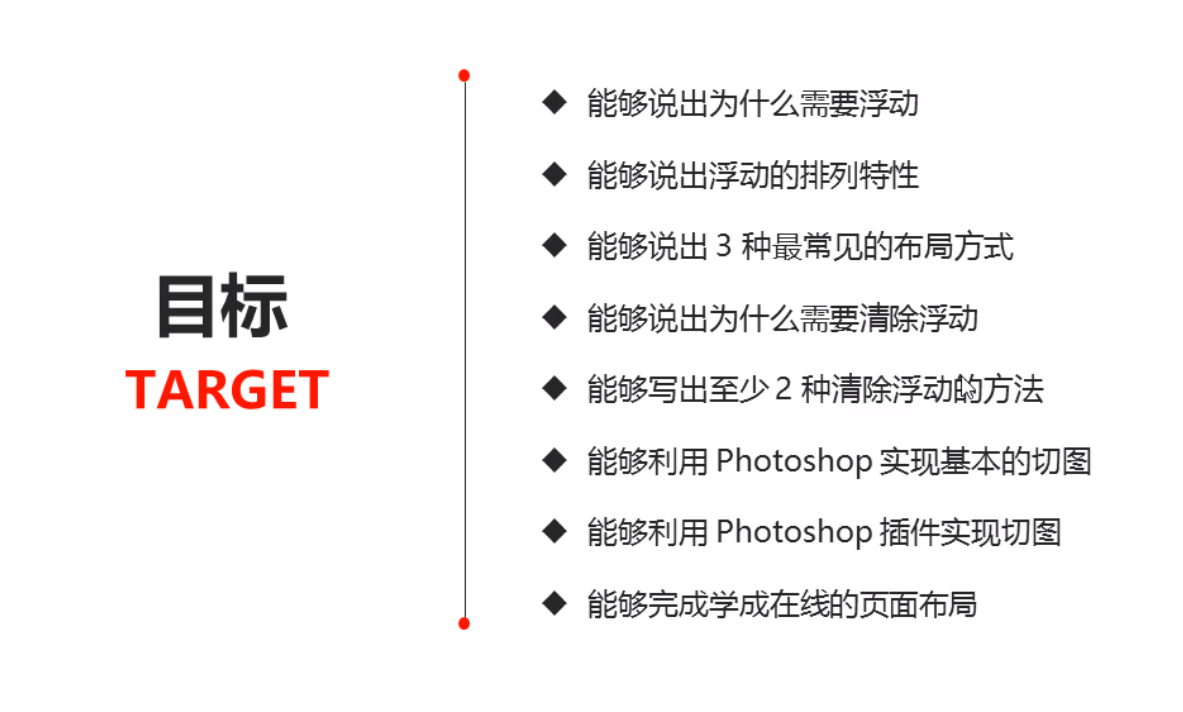 目标
TARGET
◆ 能够说出为什么需要浮动
◆ 能够说出浮动的排列特性
◆ 能够说出 3 种最常见的布局方式
◆ 能够说出为什么需要清除浮动
◆ 能够写出至少 2 种清除浮动的方法
◆ 能够利用 Photoshop 实现基本的切图
◆ 能够利用 Photoshop 插件实现切图
◆ 能够完成学成在线的页面布局